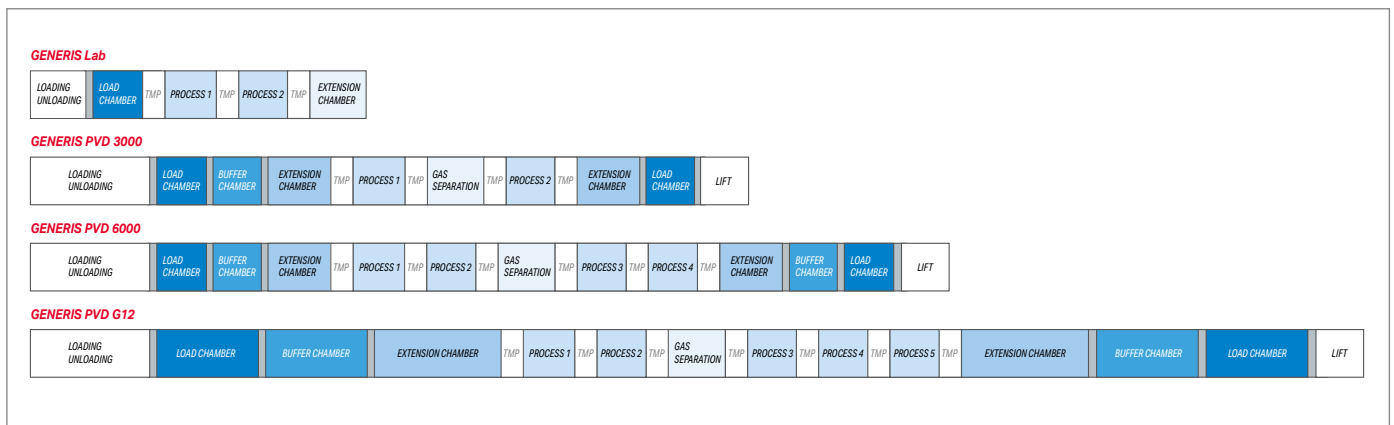 GENERIS Lab
LOADING UNLOADING
LOAD CHAMBER
TMP
PROCESS 1
TMP
PROCESS 2
TMP
EXTENSION CHAMBER
GENERIS PVD 3000
LOADING UNLOADING
LOAD CHAMBER
BUFFER CHAMBER
EXTENSION CHAMBER
TMP
PROCESS 1
TMP
GAS SEPARATION
TMP
PROCESS 2
TMP
EXTENSION CHAMBER
LOAD CHAMBER
LIFT
GENERIS PVD 6000
LOADING UNLOADING
LOAD CHAMBER
BUFFER CHAMBER
EXTENSION CHAMBER
TMP
PROCESS 1
TMP
PROCESS 2
TMP
GAS SEPARATION
TMP
PROCESS 3
TMP
PROCESS 4
TMP
EXTENSION CHAMBER
BUFFER CHAMBER
LOAD CHAMBER
LIFT
GENERIS PVD G12
LOADING UNLOADING
LOAD CHAMBER
BUFFER CHAMBER
EXTENSION CHAMBER
TMP
PROCESS 1
TMP
PROCESS 2
TMP
GAS SEPARATION
TMP
PROCESS 3
TMP
PROCESS 4
TMP
PROCESS 5
TMP
EXTENSION CHAMBER
BUFFER CHAMBER
LOAD CHAMBER
LIFT